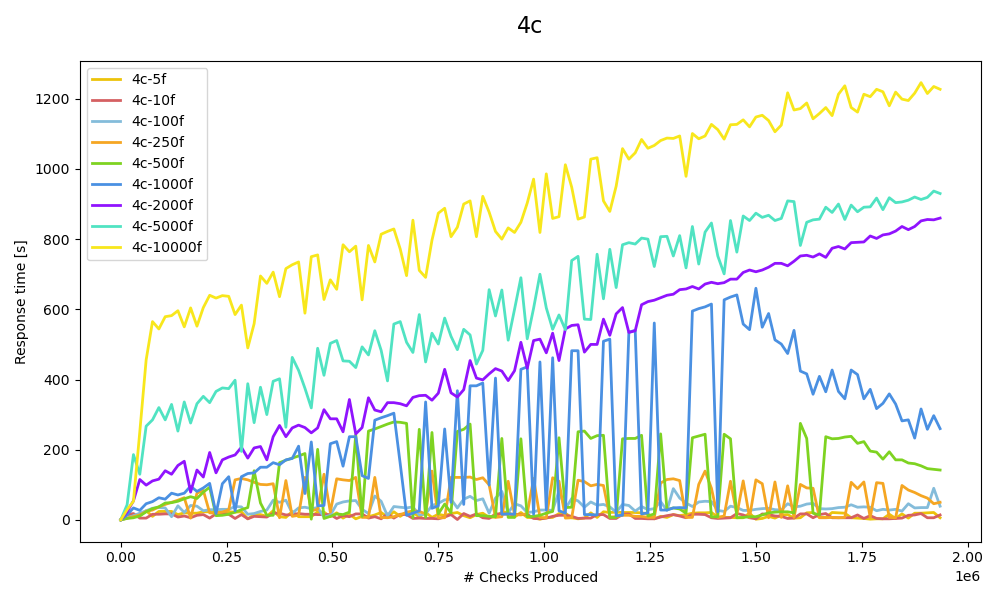 4c
4c-5f
4c-10f
4c-100f
4c-250f
4c-500f
4c-1000f
4c-2000f
4c-5000f
4c-10000f
Response time [s]
1200
1000
800
600
400
200
0
0.00 0.25 0.50 0.75 1.00 1.25 1.50 1.75 2.00
1e6
# Checks Produced